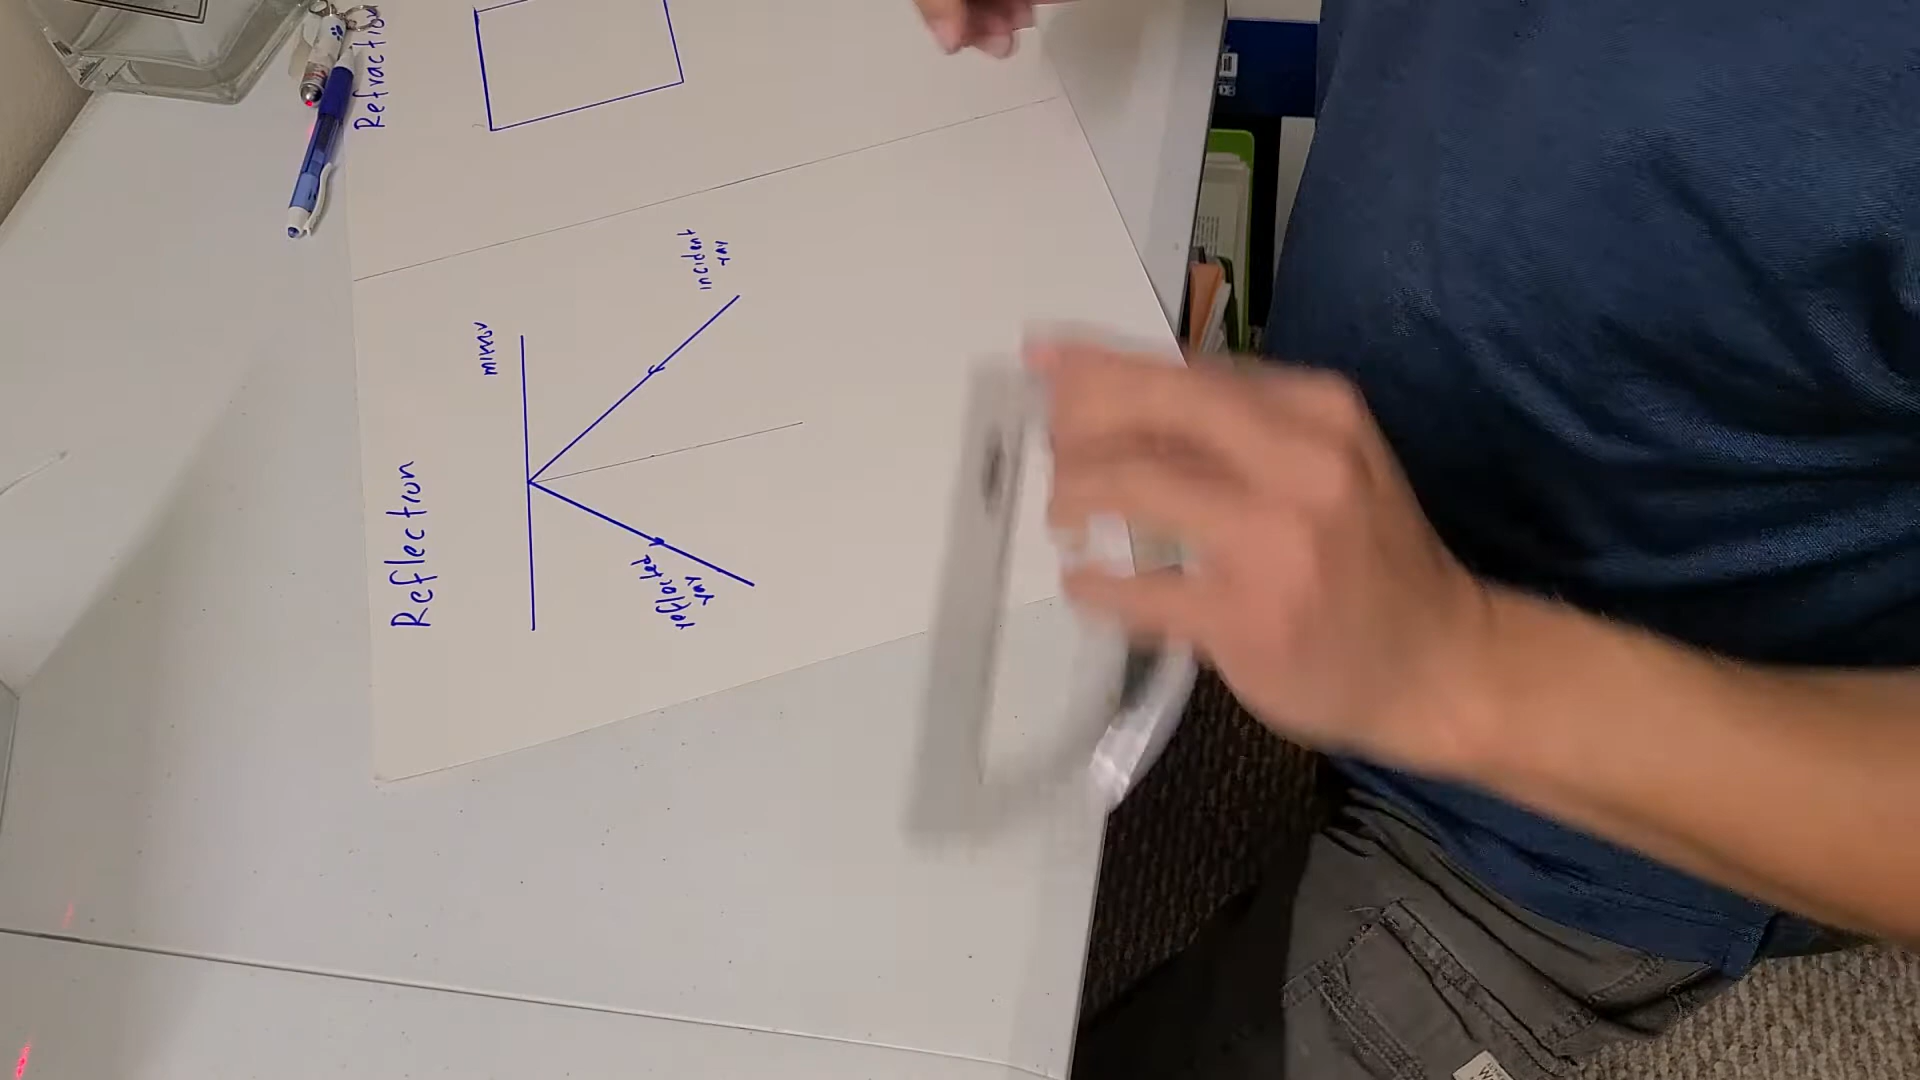 Refraction
Reflection
mirror
incident
ray
reflected
ray